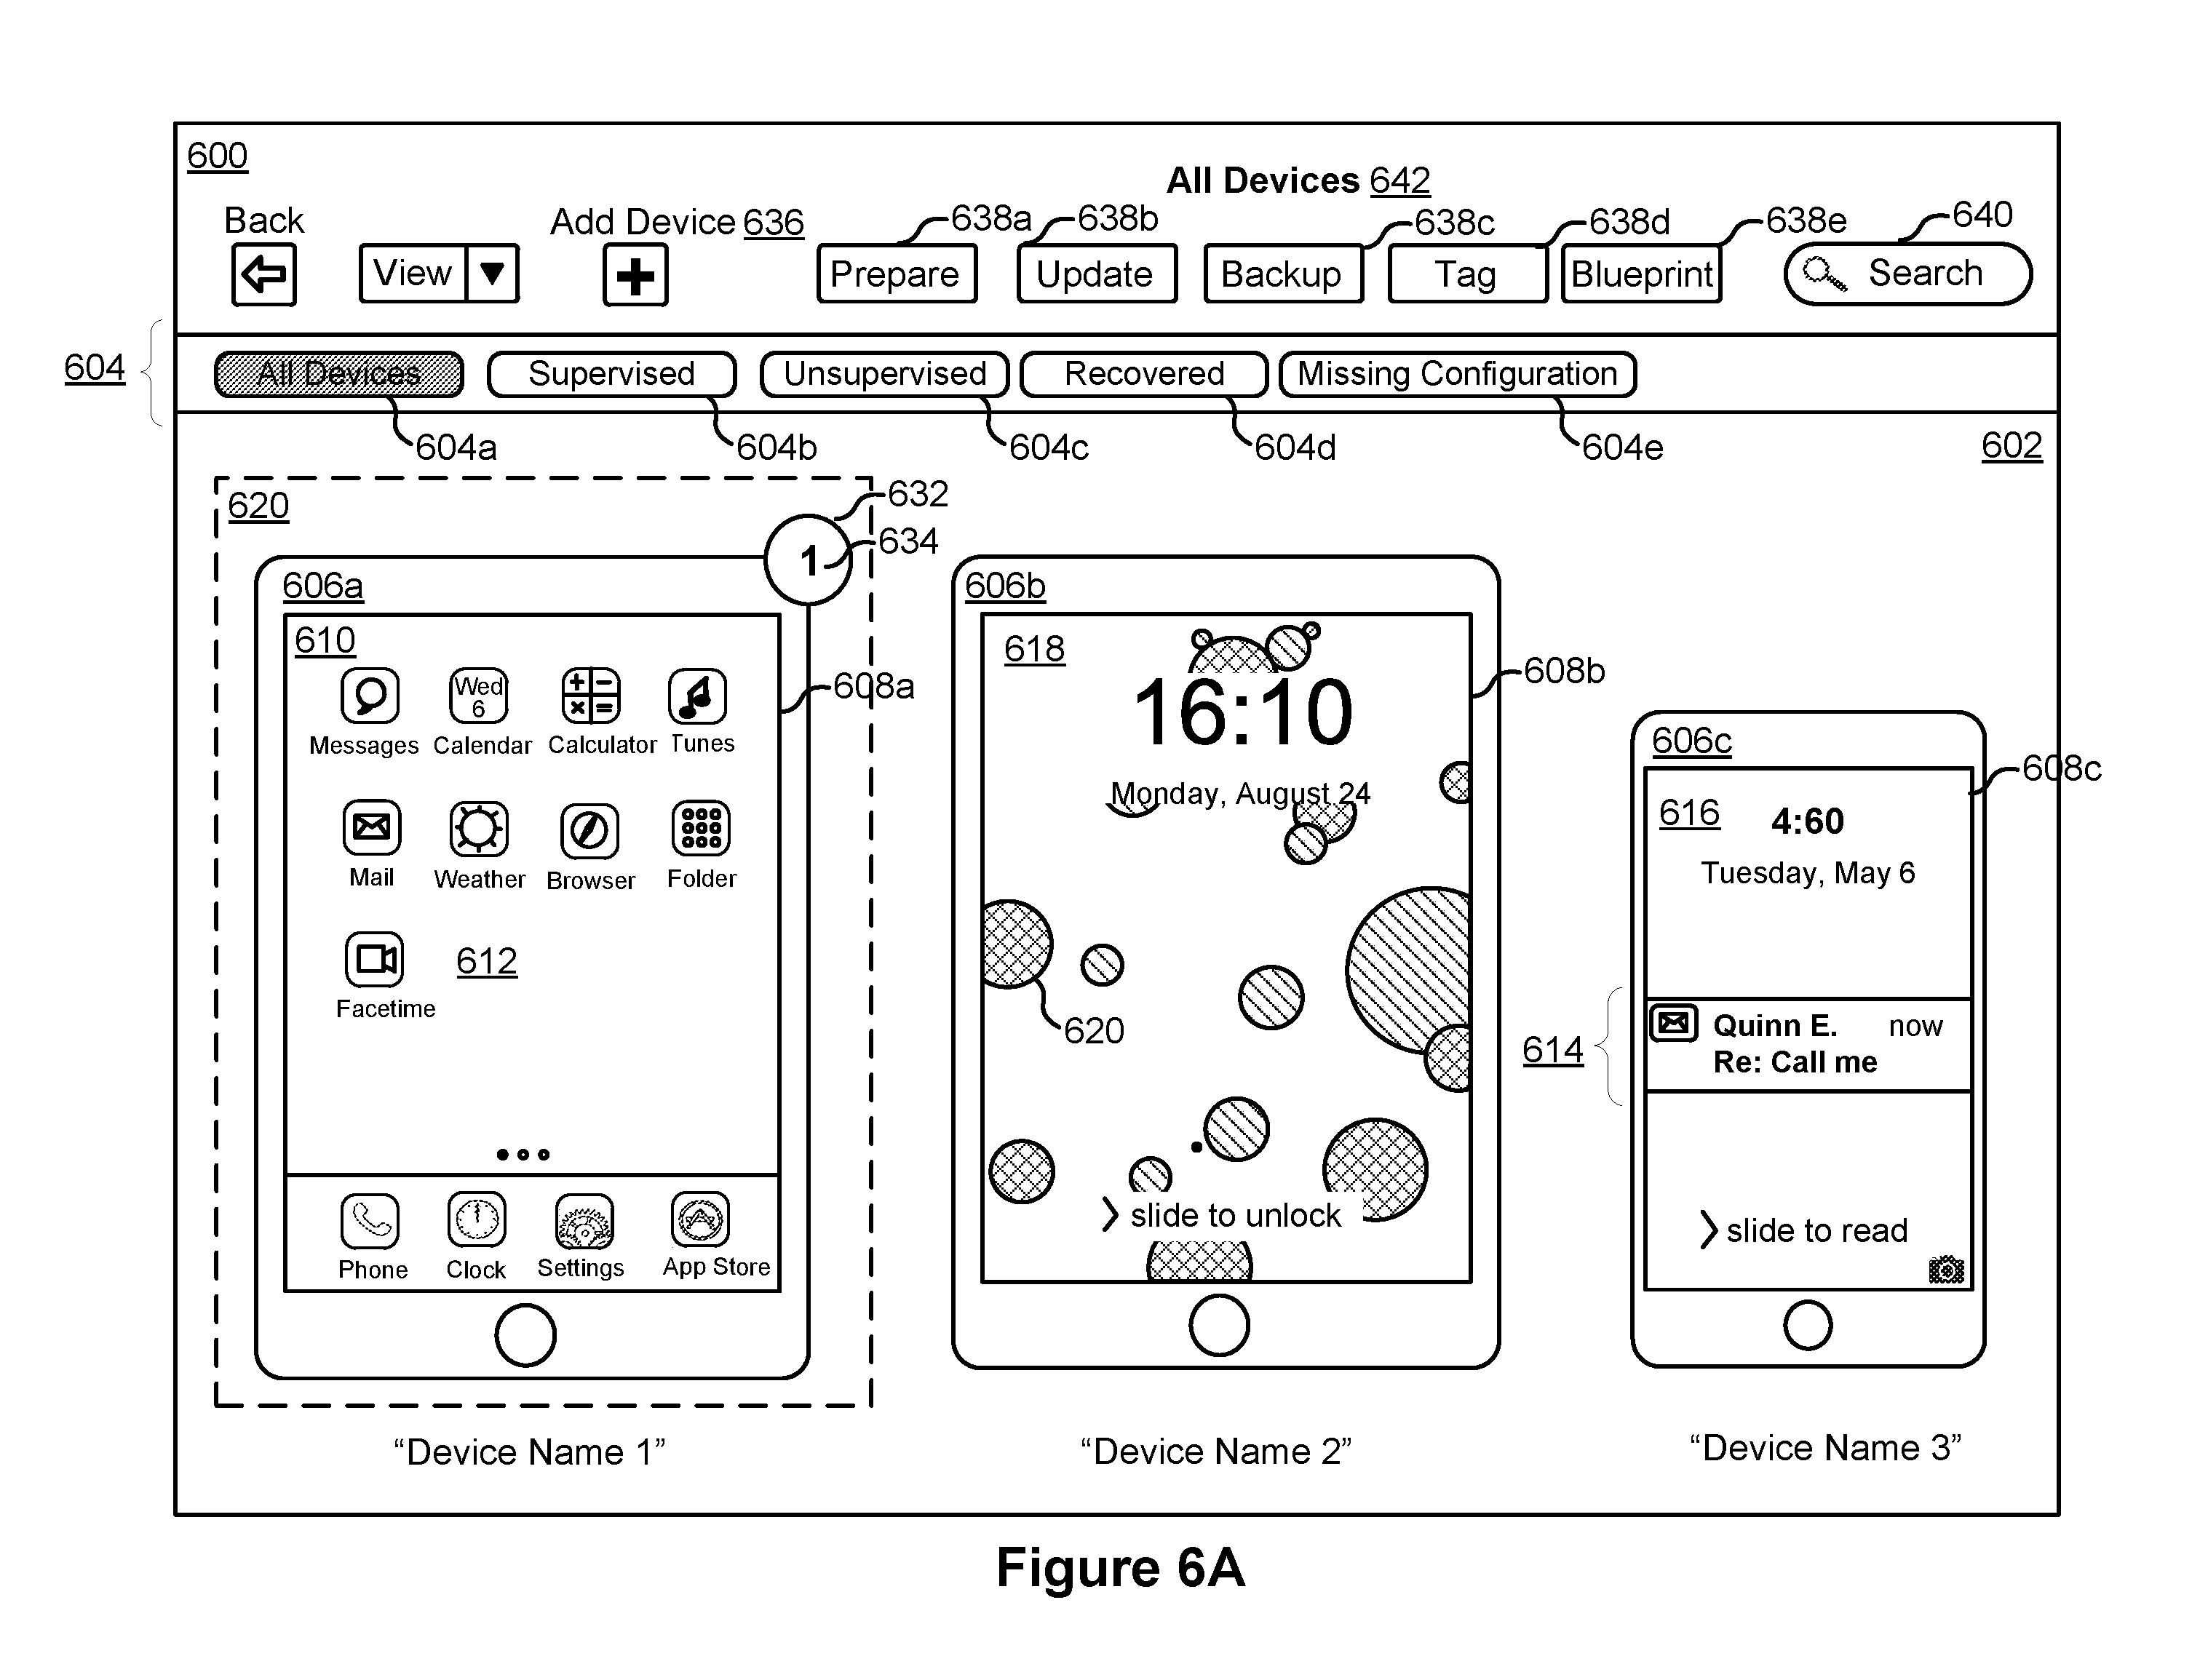 600
All Devices 642
Back
Add Device 636
638a
638b
638c
638d
638e
640
View
Prepare
Update
Backup
Tag
Blueprint
Search
604
All Devices
Supervised
Unsupervised
Recovered
Missing Configuration
604a
604b
604c
604d
604e
602
620
632
1
634
606a
610
Wed
6
Messages
Calendar
Calculator
Tunes
608a
Mail
Weather
Browser
Folder
Facetime
612
Phone
Clock
Settings
App Store
606b
618
16:10
608b
Monday, August 24
620
slide to unlock
606c
608c
616
4:60
Tuesday, May 6
614
Quinn E. now
Re: Call me
slide to read
“Device Name 1”
“Device Name 2”
“Device Name 3”
Figure 6A